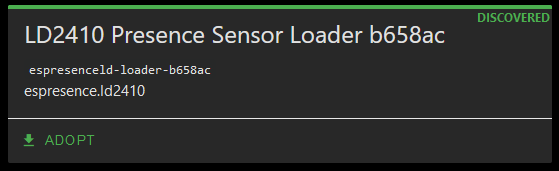 DISCOVERED
LD2410 Presence Sensor Loader b658ac
espresenceld-loader-b658ac
espresence.ld2410
ADOPT